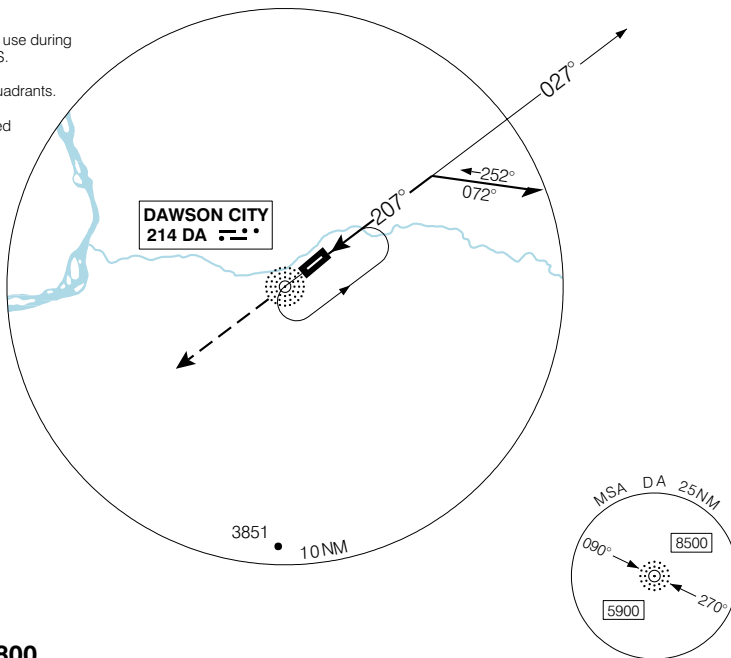 use during
S.
uadrants.
ed
027°
252°
072°
207°
DAWSON CITY
214 DA
3851
10NM
MSA DA 25NM
090°
8500
5900
270°